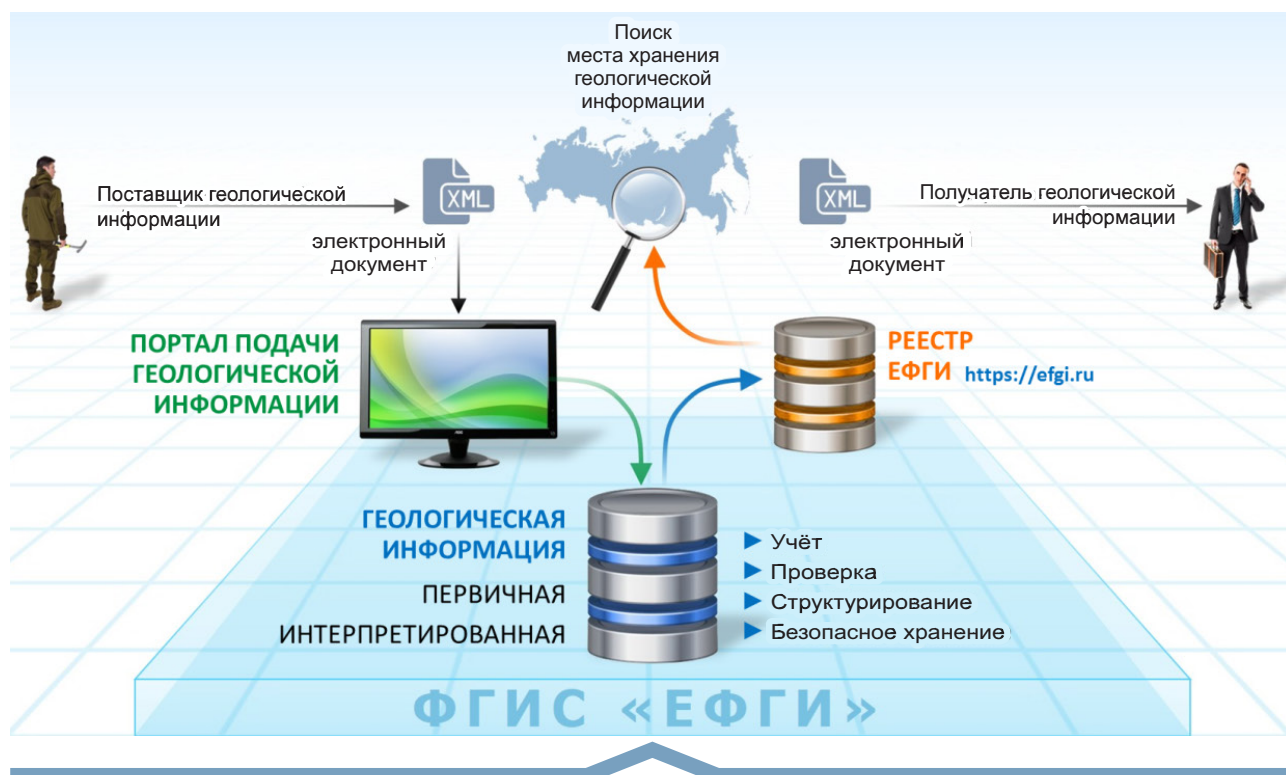 Поиск
места хранения
геологической
информации
Поставщик геологической
информации
XML
электронный
документ
XML
электронный
документ
Получатель геологической
информации
ПОРТАЛ ПОДАЧИ
ГЕОЛОГИЧЕСКОЙ
ИНФОРМАЦИИ
РЕЕСТР
ЕФГИ https://efgi.ru
ГЕОЛОГИЧЕСКАЯ
ИНФОРМАЦИЯ
ПЕРВИЧНАЯ
ИНТЕРПРЕТИРОВАННАЯ
Учёт
Проверка
Структурирование
Безопасное хранение
ФГИС «ЕФГИ»